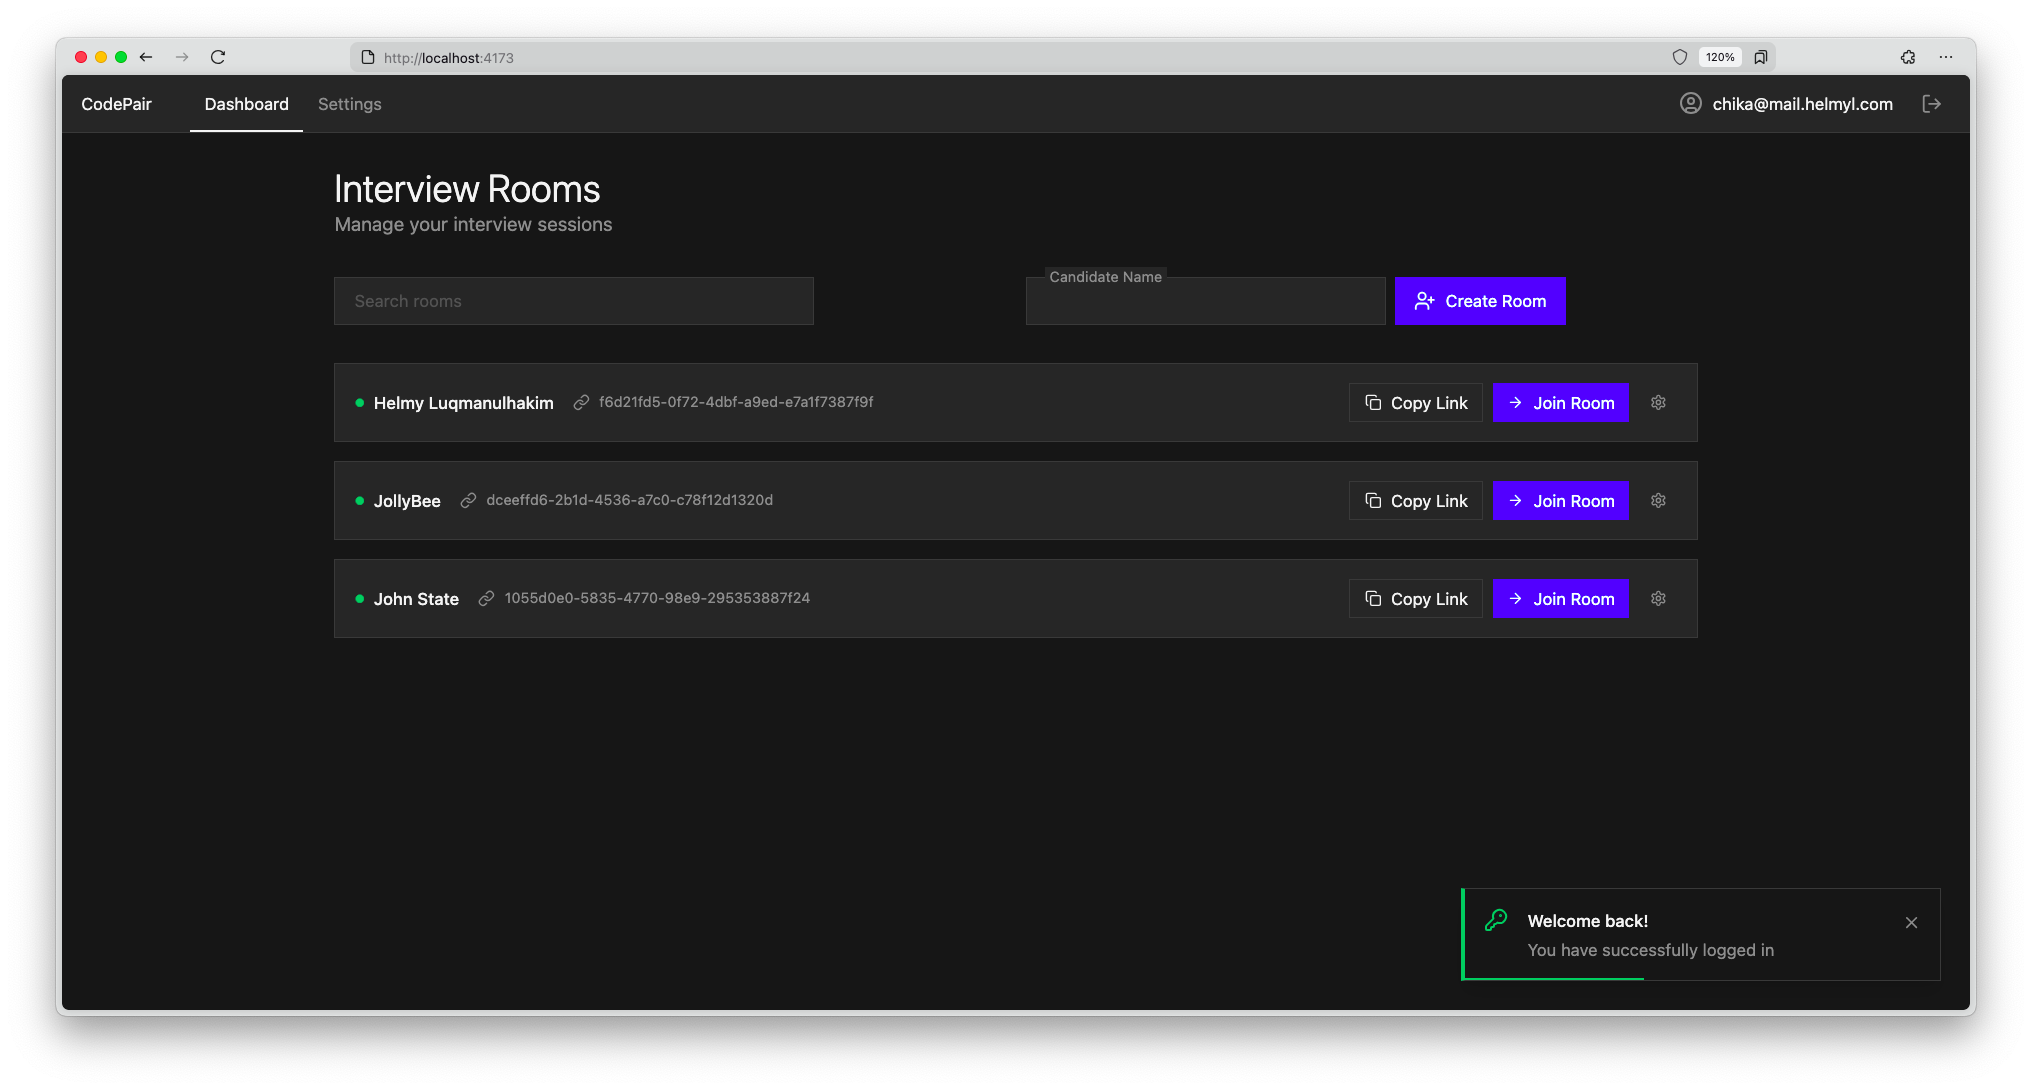 http://localhost:4173
120%
CodePair Dashboard Settings chika@mail.helmyl.com
Interview Rooms
Manage your interview sessions
Candidate Name
Search rooms Create Room
Helmy Luqmanulhakim f6d21fd5-0f72-4dbf-a9ed-e7a1f7387f9f Copy Link Join Room
JollyBee dceeffd6-2b1d-4536-a7c0-c78f12d1320d Copy Link Join Room
John State 1055d0e0-5835-4770-98e9-295353887f24 Copy Link Join Room
Welcome back!
You have successfully logged in